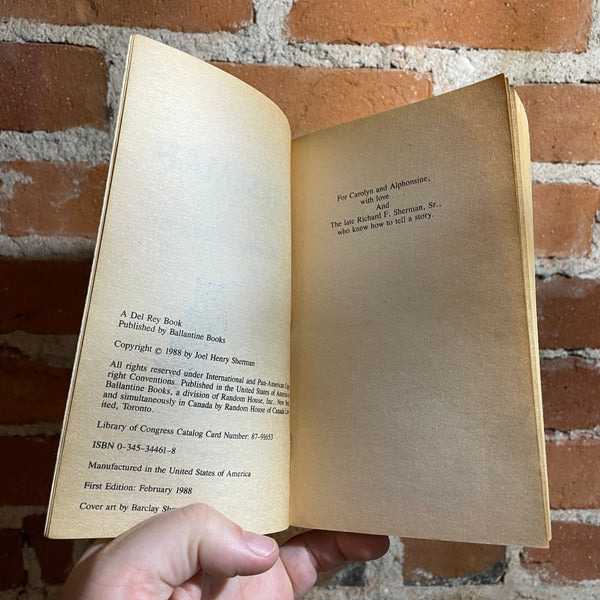 A Del Rey Book
Published by Ballantine Books
Copyright © 1988 by Joel Henry Sherman
All rights reserved under International and Pan-American Copy
right Conventions. Published in the United States of America
Ballantine Books, a division of Random House, Inc., New
and simultaneously in Canada by Random House of Canada
ited, Toronto.
Library of Congress Catalog Card Number: 87-91653
ISBN 0-345-34461-8
Manufactured in the United States of America
First Edition: February 1988
Cover art by Barclay
For Carolyn and Alphonsine,
with love . . .
And
The late Richard F. Sherman, Sr.,
who knew how to tell a story.